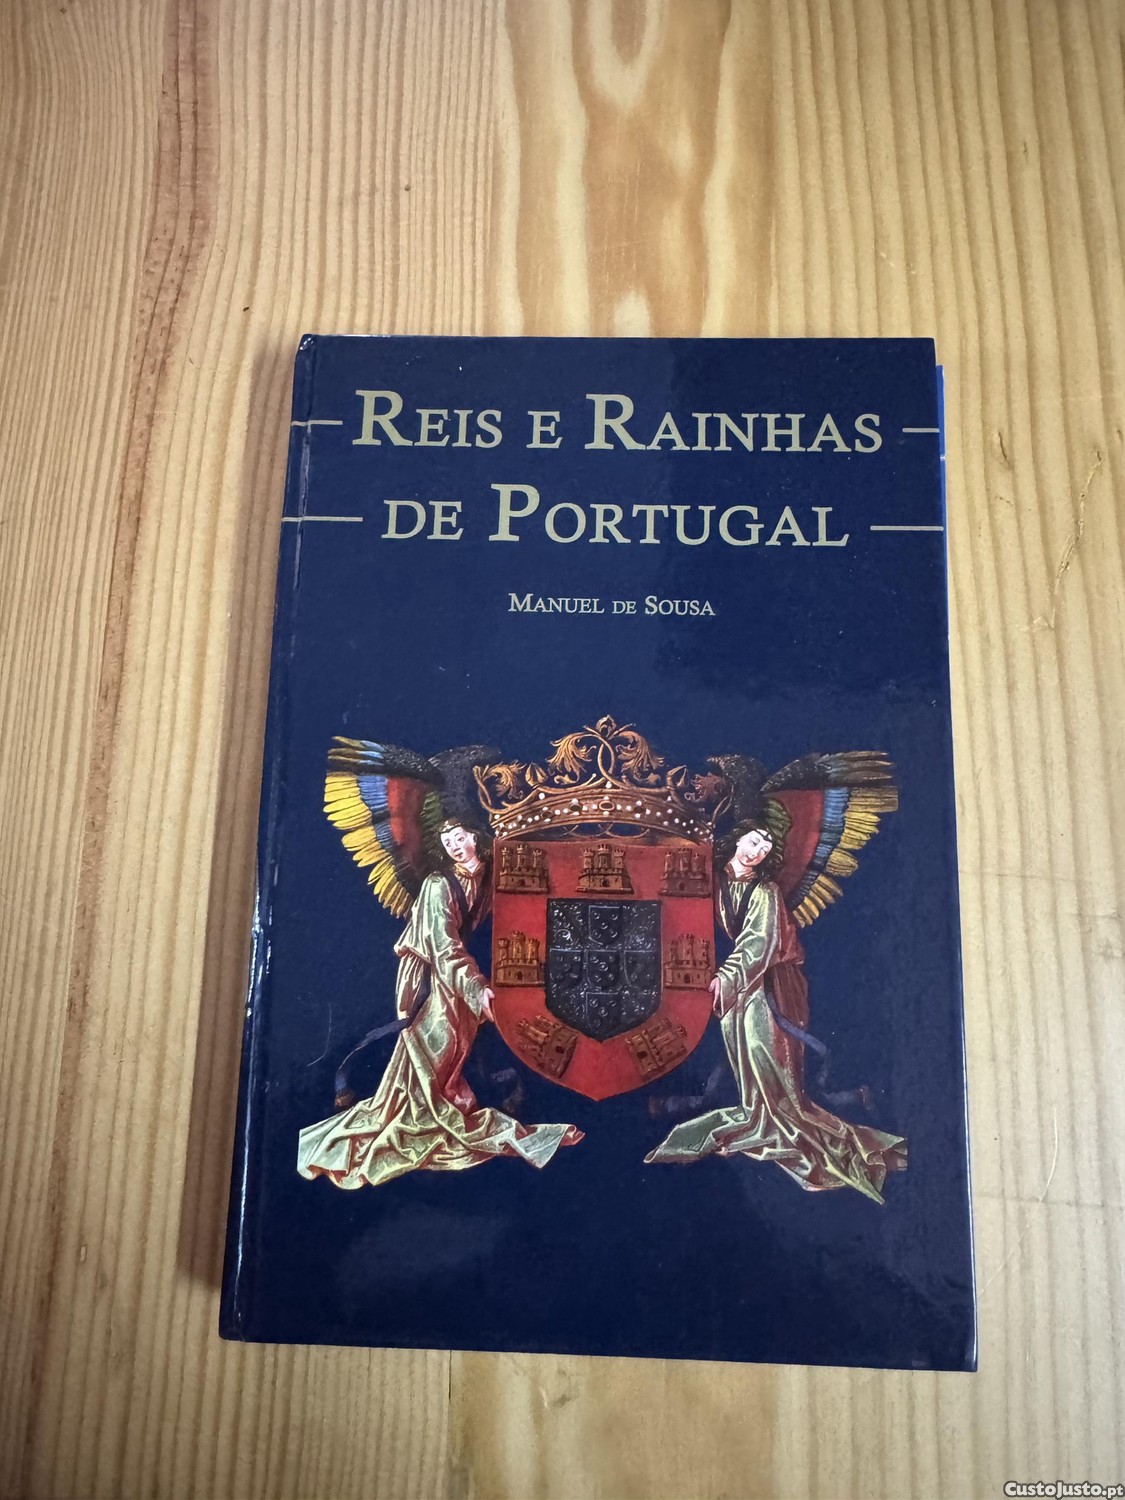 Reis e Rainhas
de Portugal
Manuel de Sousa
CustoJusto.pt